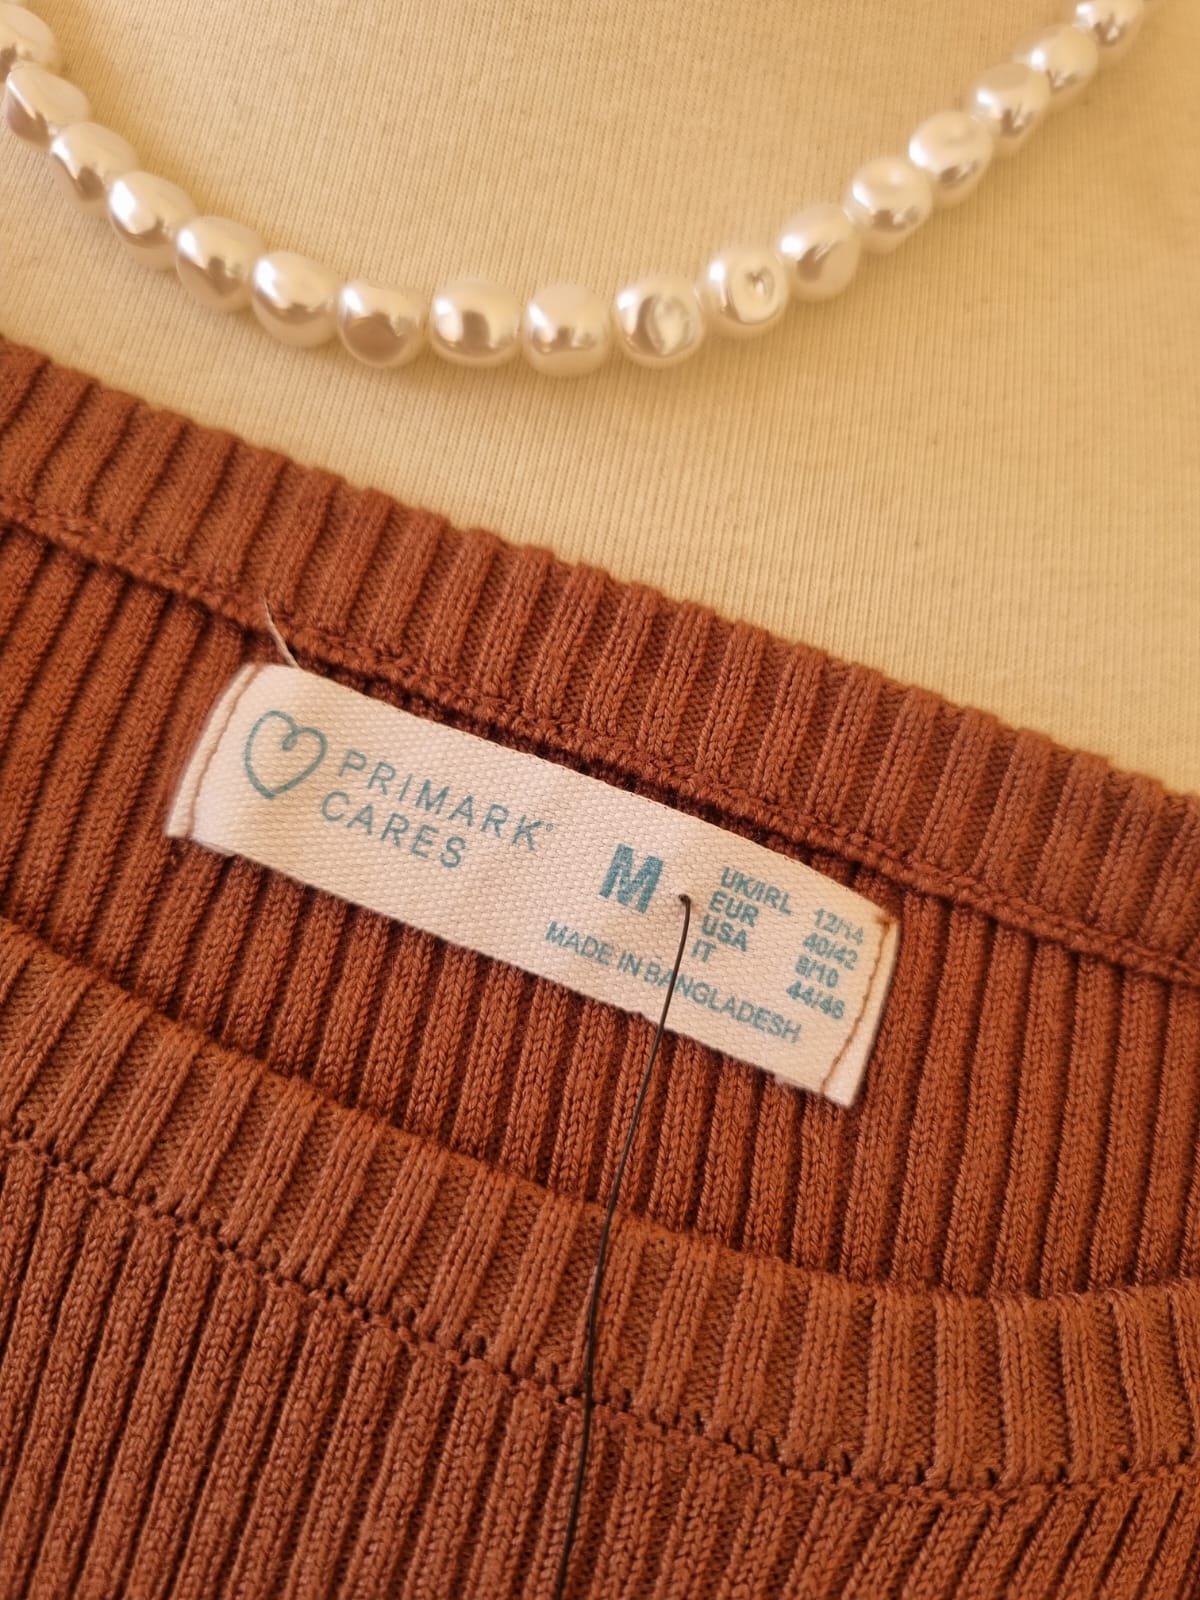 PRIMARK®
CARES
M
UK/IRL 12/14
EUR 40/42
USA 8/10
IT 44/46
MADE IN BANGLADESH